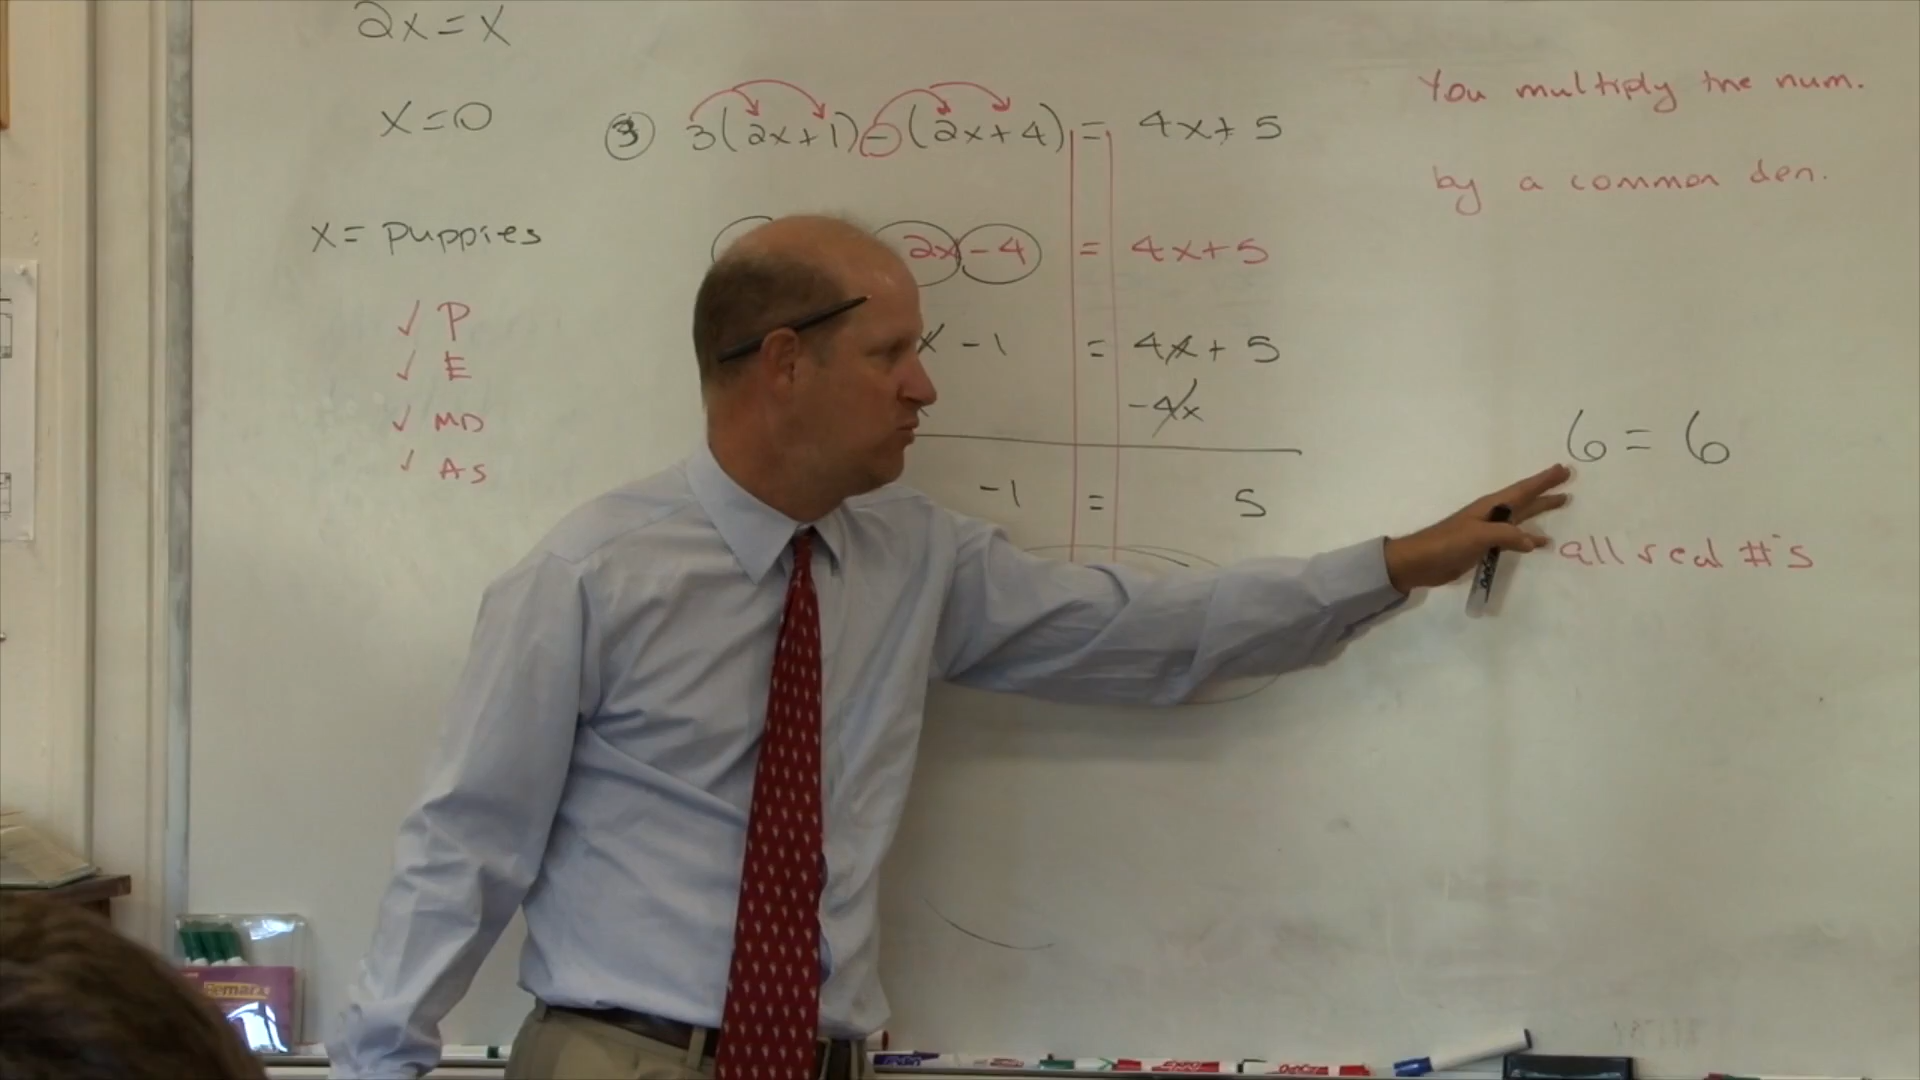 2x = x
x = 0
x = puppies
✓ P
✓ E
✓ MD
✓ AS
③ 3(2x+1) - (2x+4) = 4x + 5
2x - 4 = 4x + 5
x - 1 = 4x + 5
-4x
-1 = 5
You multiply the num.
by a common den.
6 = 6
all real #'s